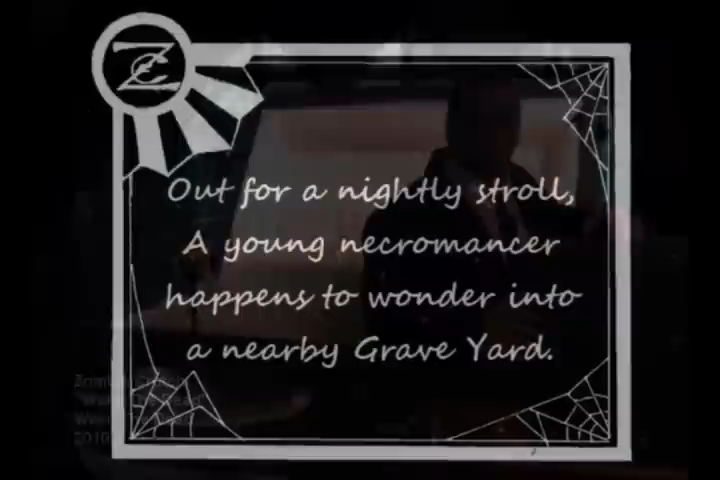 Out for a nightly stroll,
A young necromancer
happens to wonder into
a nearby Grave Yard.